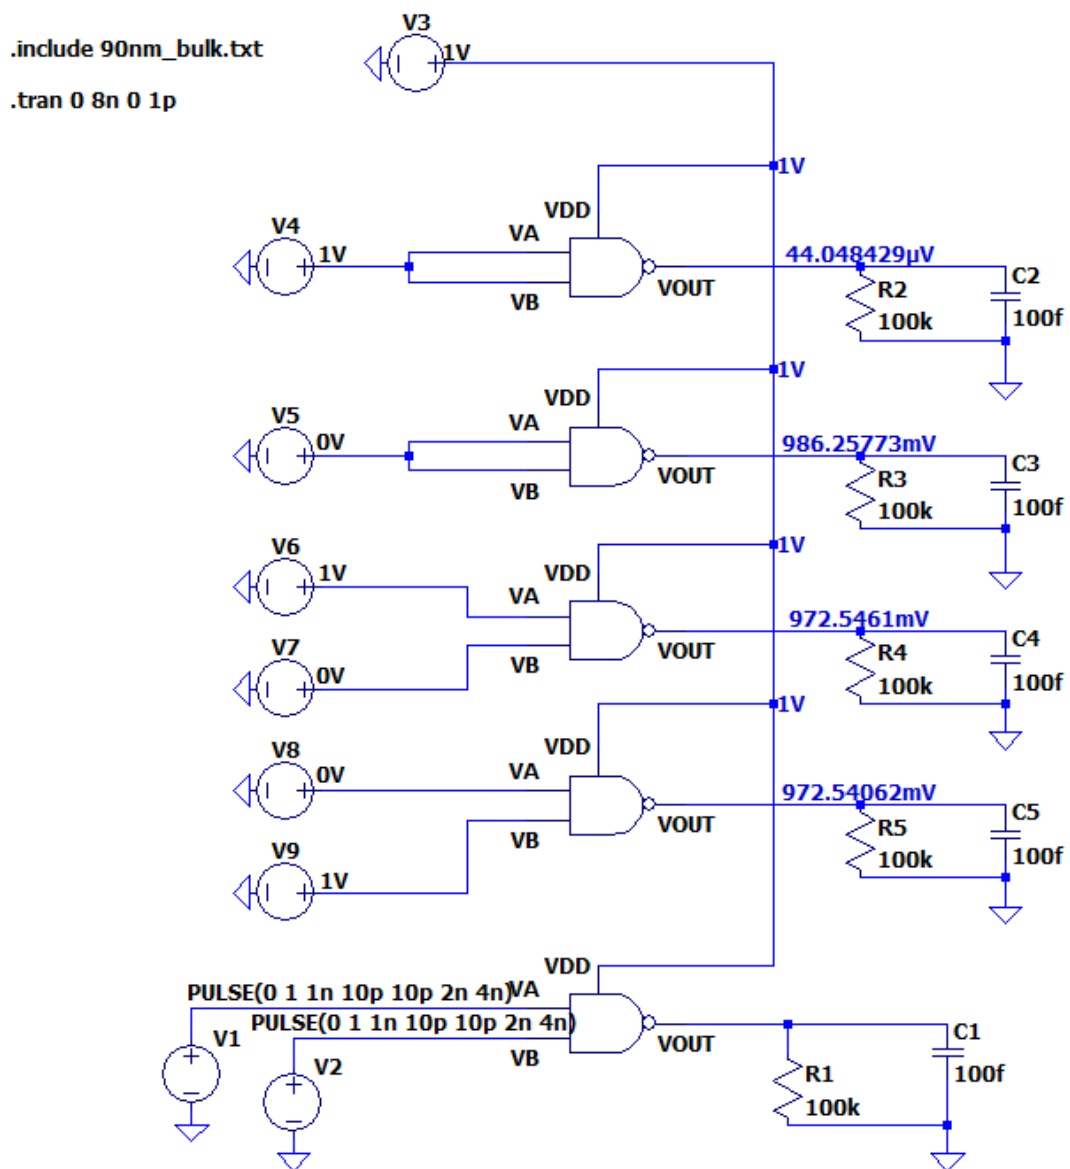 V3
.include 90nm_bulk.txt
1V
.tran 0 8n 0 1p
1V
VDD
V4
VA
1V
44.048429µV
C2
R2
VB
VOUT
100k
100f
1V
VDD
V5
VA
0V
986.25773mV
C3
R3
VB
VOUT
100k
100f
V6
1V
VDD
1V
VA
972.5461mV
C4
V7
VB
VOUT
R4
0V
100k
100f
1V
V8
VDD
VA
0V
972.54062mV
C5
VB
VOUT
R5
V9
100k
100f
1V
VDD
PULSE(0 1 1n 10p 10p 2n 4n)
VA
PULSE(0 1 1n 10p 10p 2n 4n)
V1
VB
VOUT
C1
V2
R1
100f
100k